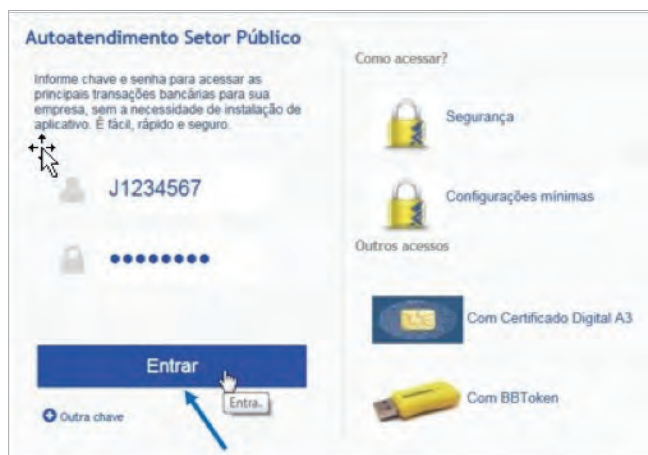 Autoatendimento Setor Público
Informe chave e senha para acessar as
principais transações bancárias para sua
empresa, sem a necessidade de instalação de
aplicativo. É fácil, rápido e seguro.
J1234567
••••••••
Entrar
Entra.
Outra chave
Como acessar?
Segurança
Configurações mínimas
Outros acessos
Com Certificado Digital A3
Com BBToken